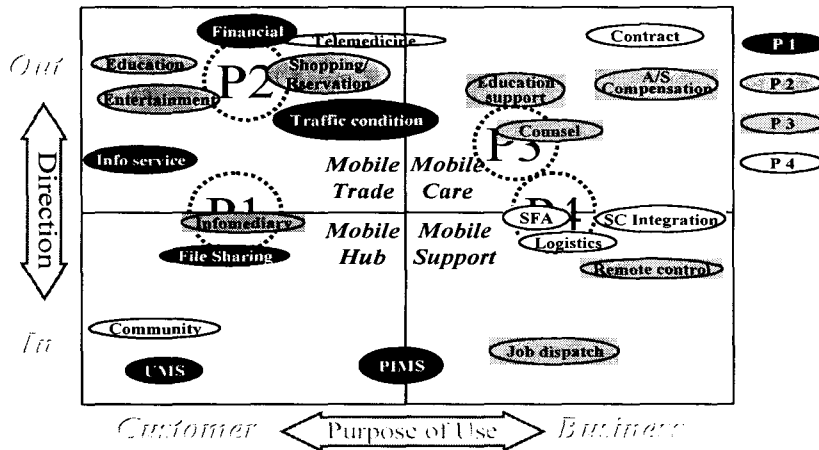 Financial
Telemedicine
Contract
P 1
Out
Education
P2
Shopping/
Rservation
Education
support
A/S
Compensation
P 2
Entertainment
Traffic condition
Counsel
P3
P 3
Direction
Info service
Mobile
Trade
Mobile
Care
P 4
P1
Infomediary
P4
SFA
SC Integration
Mobile
Hub
Mobile
Support
Logistics
File Sharing
Remote control
In
Community
UMS
PIMS
Job dispatch
Customer
Purpose of Use
Business